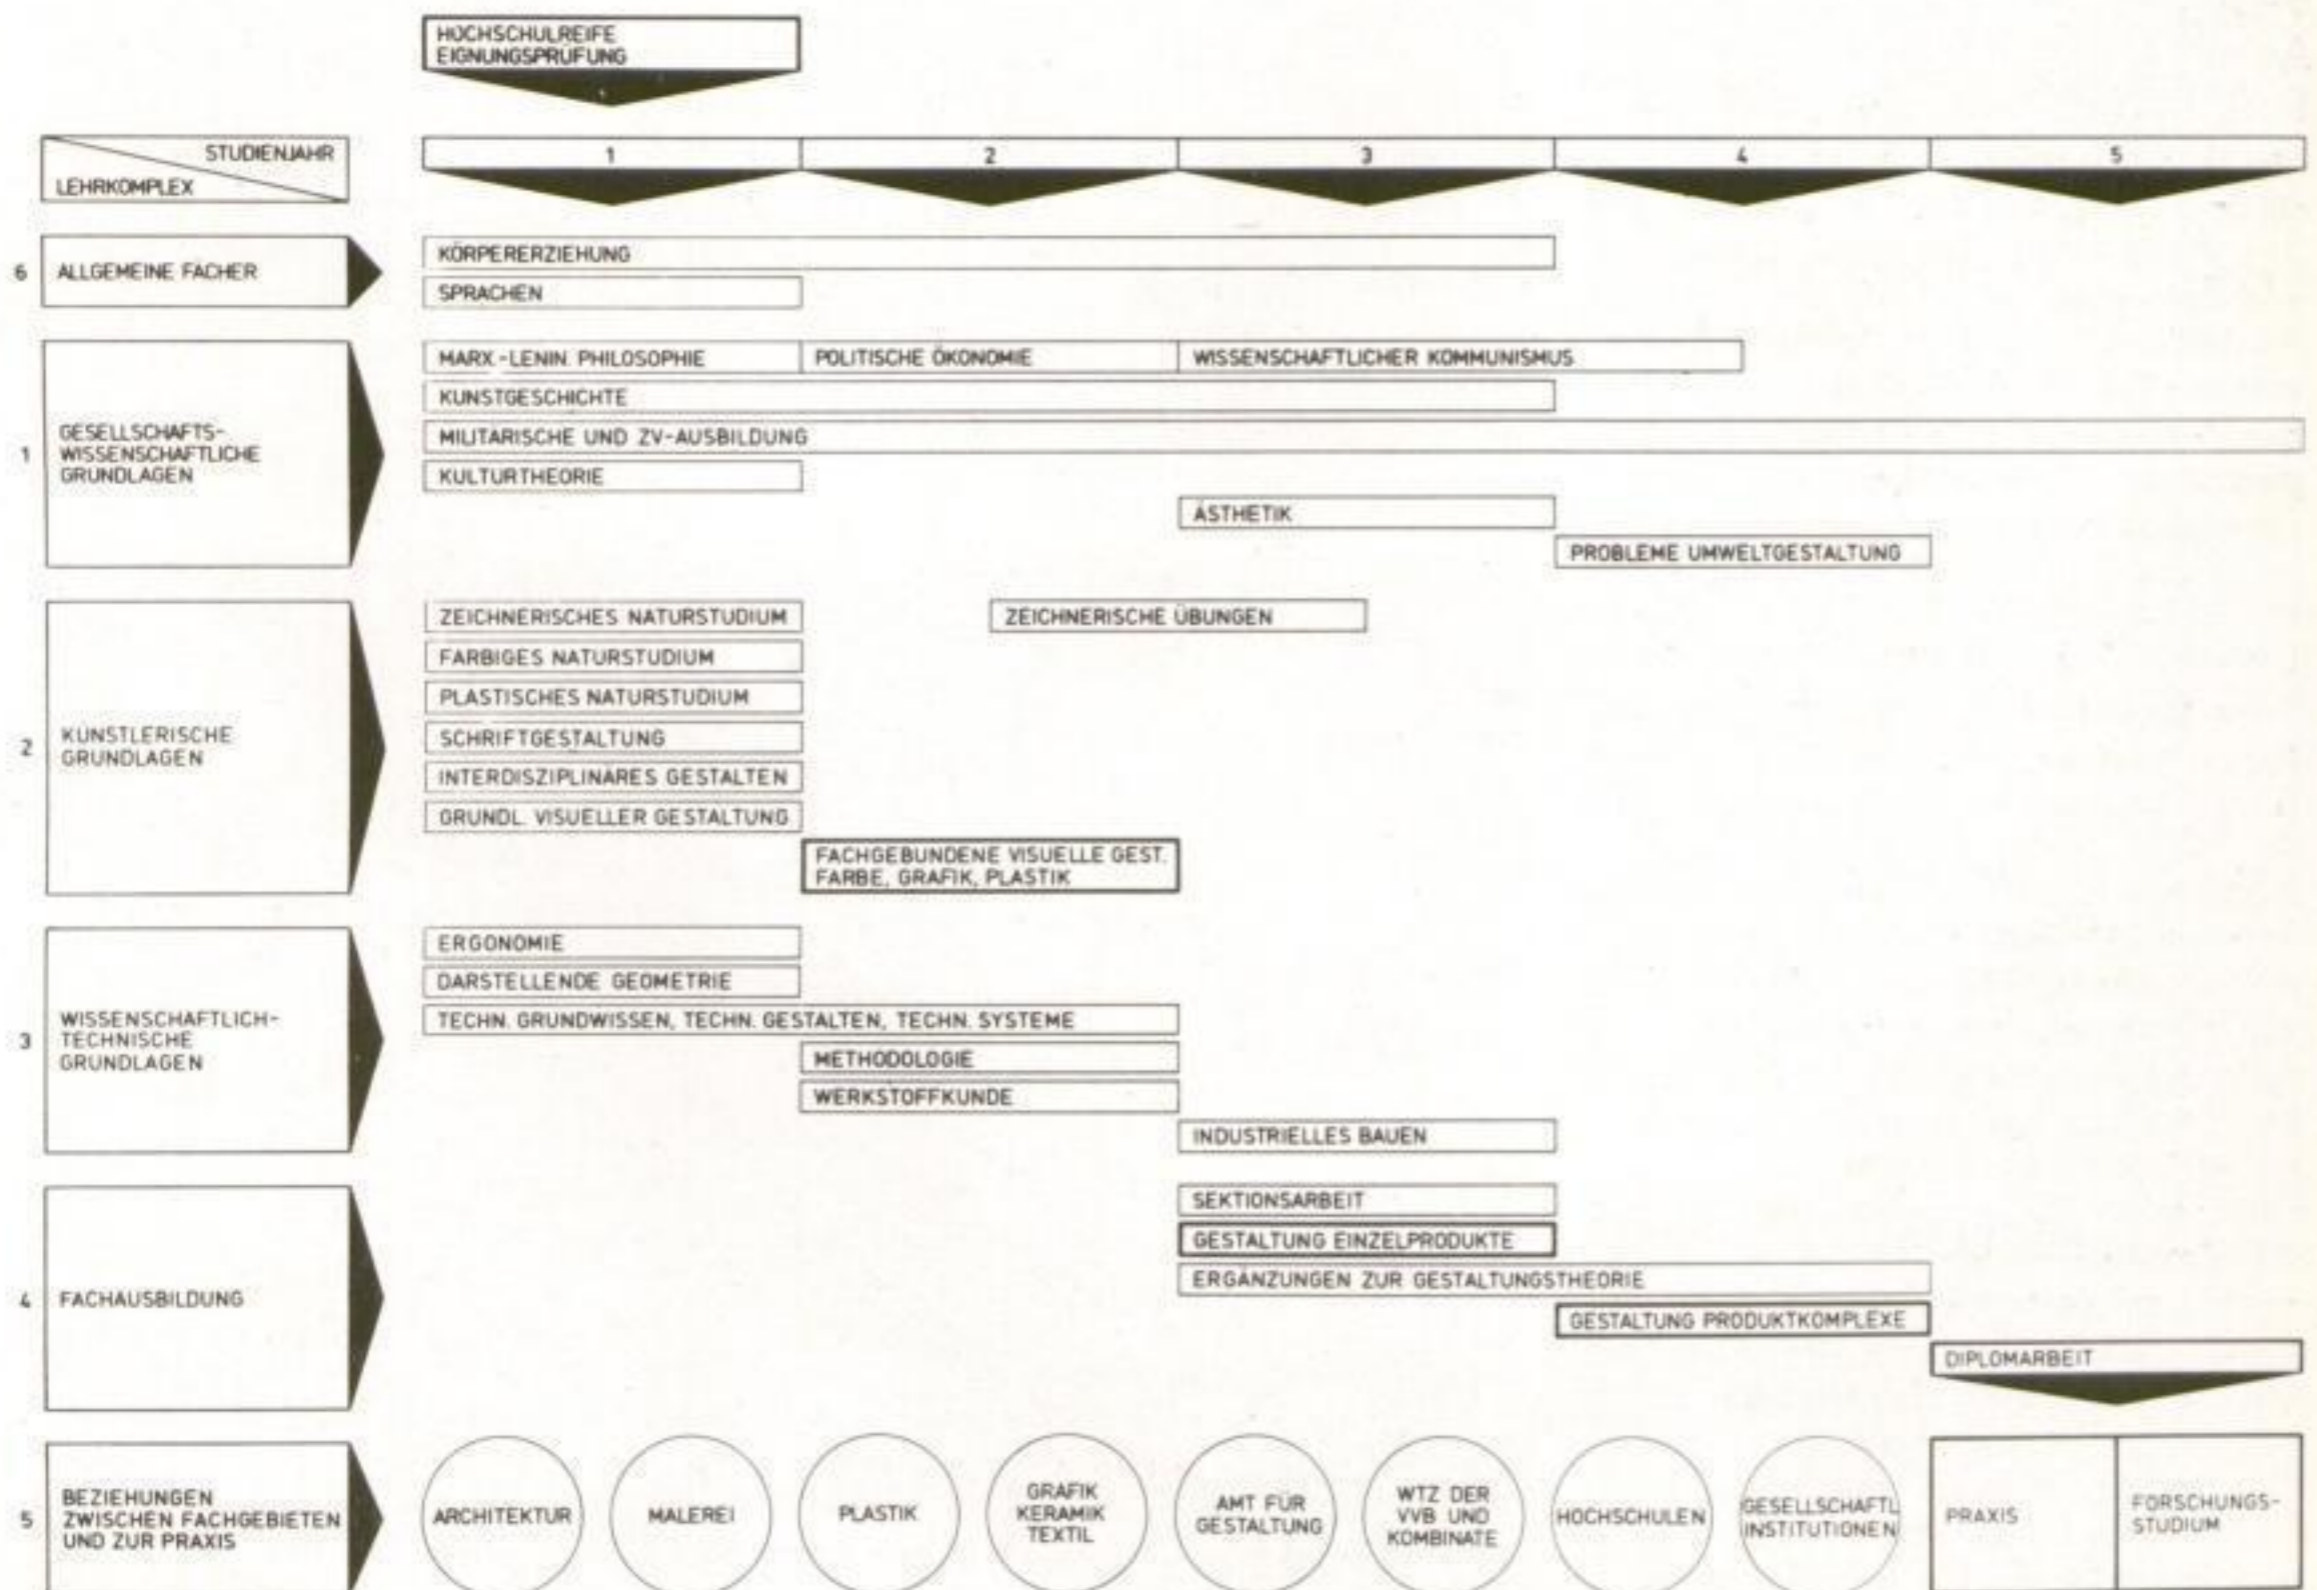 HOCHSCHULREIFE
EIGNUNGSPRÜFUNG
STUDIENJAHR
LEHRKOMPLEX
1 2 3 4 5
6 ALLGEMEINE FÄCHER
KÖRPERERZIEHUNG
SPRACHEN
1 GESELLSCHAFTS-
WISSENSCHAFTLICHE
GRUNDLAGEN
MARX.-LENIN. PHILOSOPHIE POLITISCHE ÖKONOMIE WISSENSCHAFTLICHER KOMMUNISMUS
KUNSTGESCHICHTE
MILITÄRISCHE UND ZV-AUSBILDUNG
KULTURTHEORIE
ÄSTHETIK
PROBLEME UMWELTGESTALTUNG
2 KÜNSTLERISCHE
GRUNDLAGEN
ZEICHNERISCHES NATURSTUDIUM ZEICHNERISCHE ÜBUNGEN
FARBIGES NATURSTUDIUM
PLASTISCHES NATURSTUDIUM
SCHRIFTGESTALTUNG
INTERDISZIPLINÄRES GESTALTEN
GRUNDL. VISUELLER GESTALTUNG
FACHGEBUNDENE VISUELLE GEST.
FARBE, GRAFIK, PLASTIK
3 WISSENSCHAFTLICH-
TECHNISCHE
GRUNDLAGEN
ERGONOMIE
DARSTELLENDE GEOMETRIE
TECHN. GRUNDWISSEN, TECHN. GESTALTEN, TECHN. SYSTEME
METHODOLOGIE
WERKSTOFFKUNDE
INDUSTRIELLES BAUEN
4 FACHAUSBILDUNG
SEKTIONSARBEIT
GESTALTUNG EINZELPRODUKTE
ERGÄNZUNGEN ZUR GESTALTUNGSTHEORIE
GESTALTUNG PRODUKTKOMPLEXE
DIPLOMARBEIT
5 BEZIEHUNGEN
ZWISCHEN FACHGEBIETEN
UND ZUR PRAXIS
ARCHITEKTUR
MALEREI
PLASTIK
GRAFIK
KERAMIK
TEXTIL
AMT FÜR
GESTALTUNG
WTZ DER
VVB UND
KOMBINATE
HOCHSCHULEN
GESELLSCHAFTL
INSTITUTIONEN
PRAXIS
FORSCHUNGS-
STUDIUM